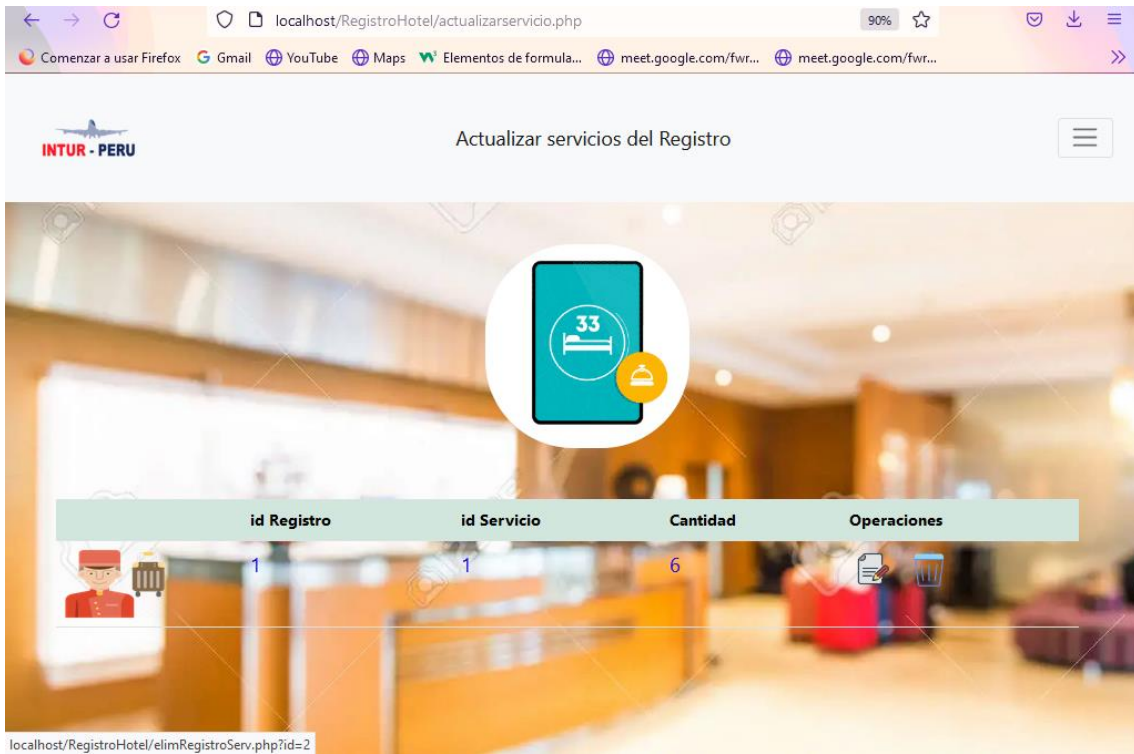 localhost/RegistroHotel/actualizarservicio.php 90%
Comenzar a usar Firefox Gmail YouTube Maps Elementos de formula... meet.google.com/fwr... meet.google.com/fwr...
INTUR - PERU
Actualizar servicios del Registro
33
id Registro id Servicio Cantidad Operaciones
1 1 6
localhost/RegistroHotel/elimRegistroServ.php?id=2